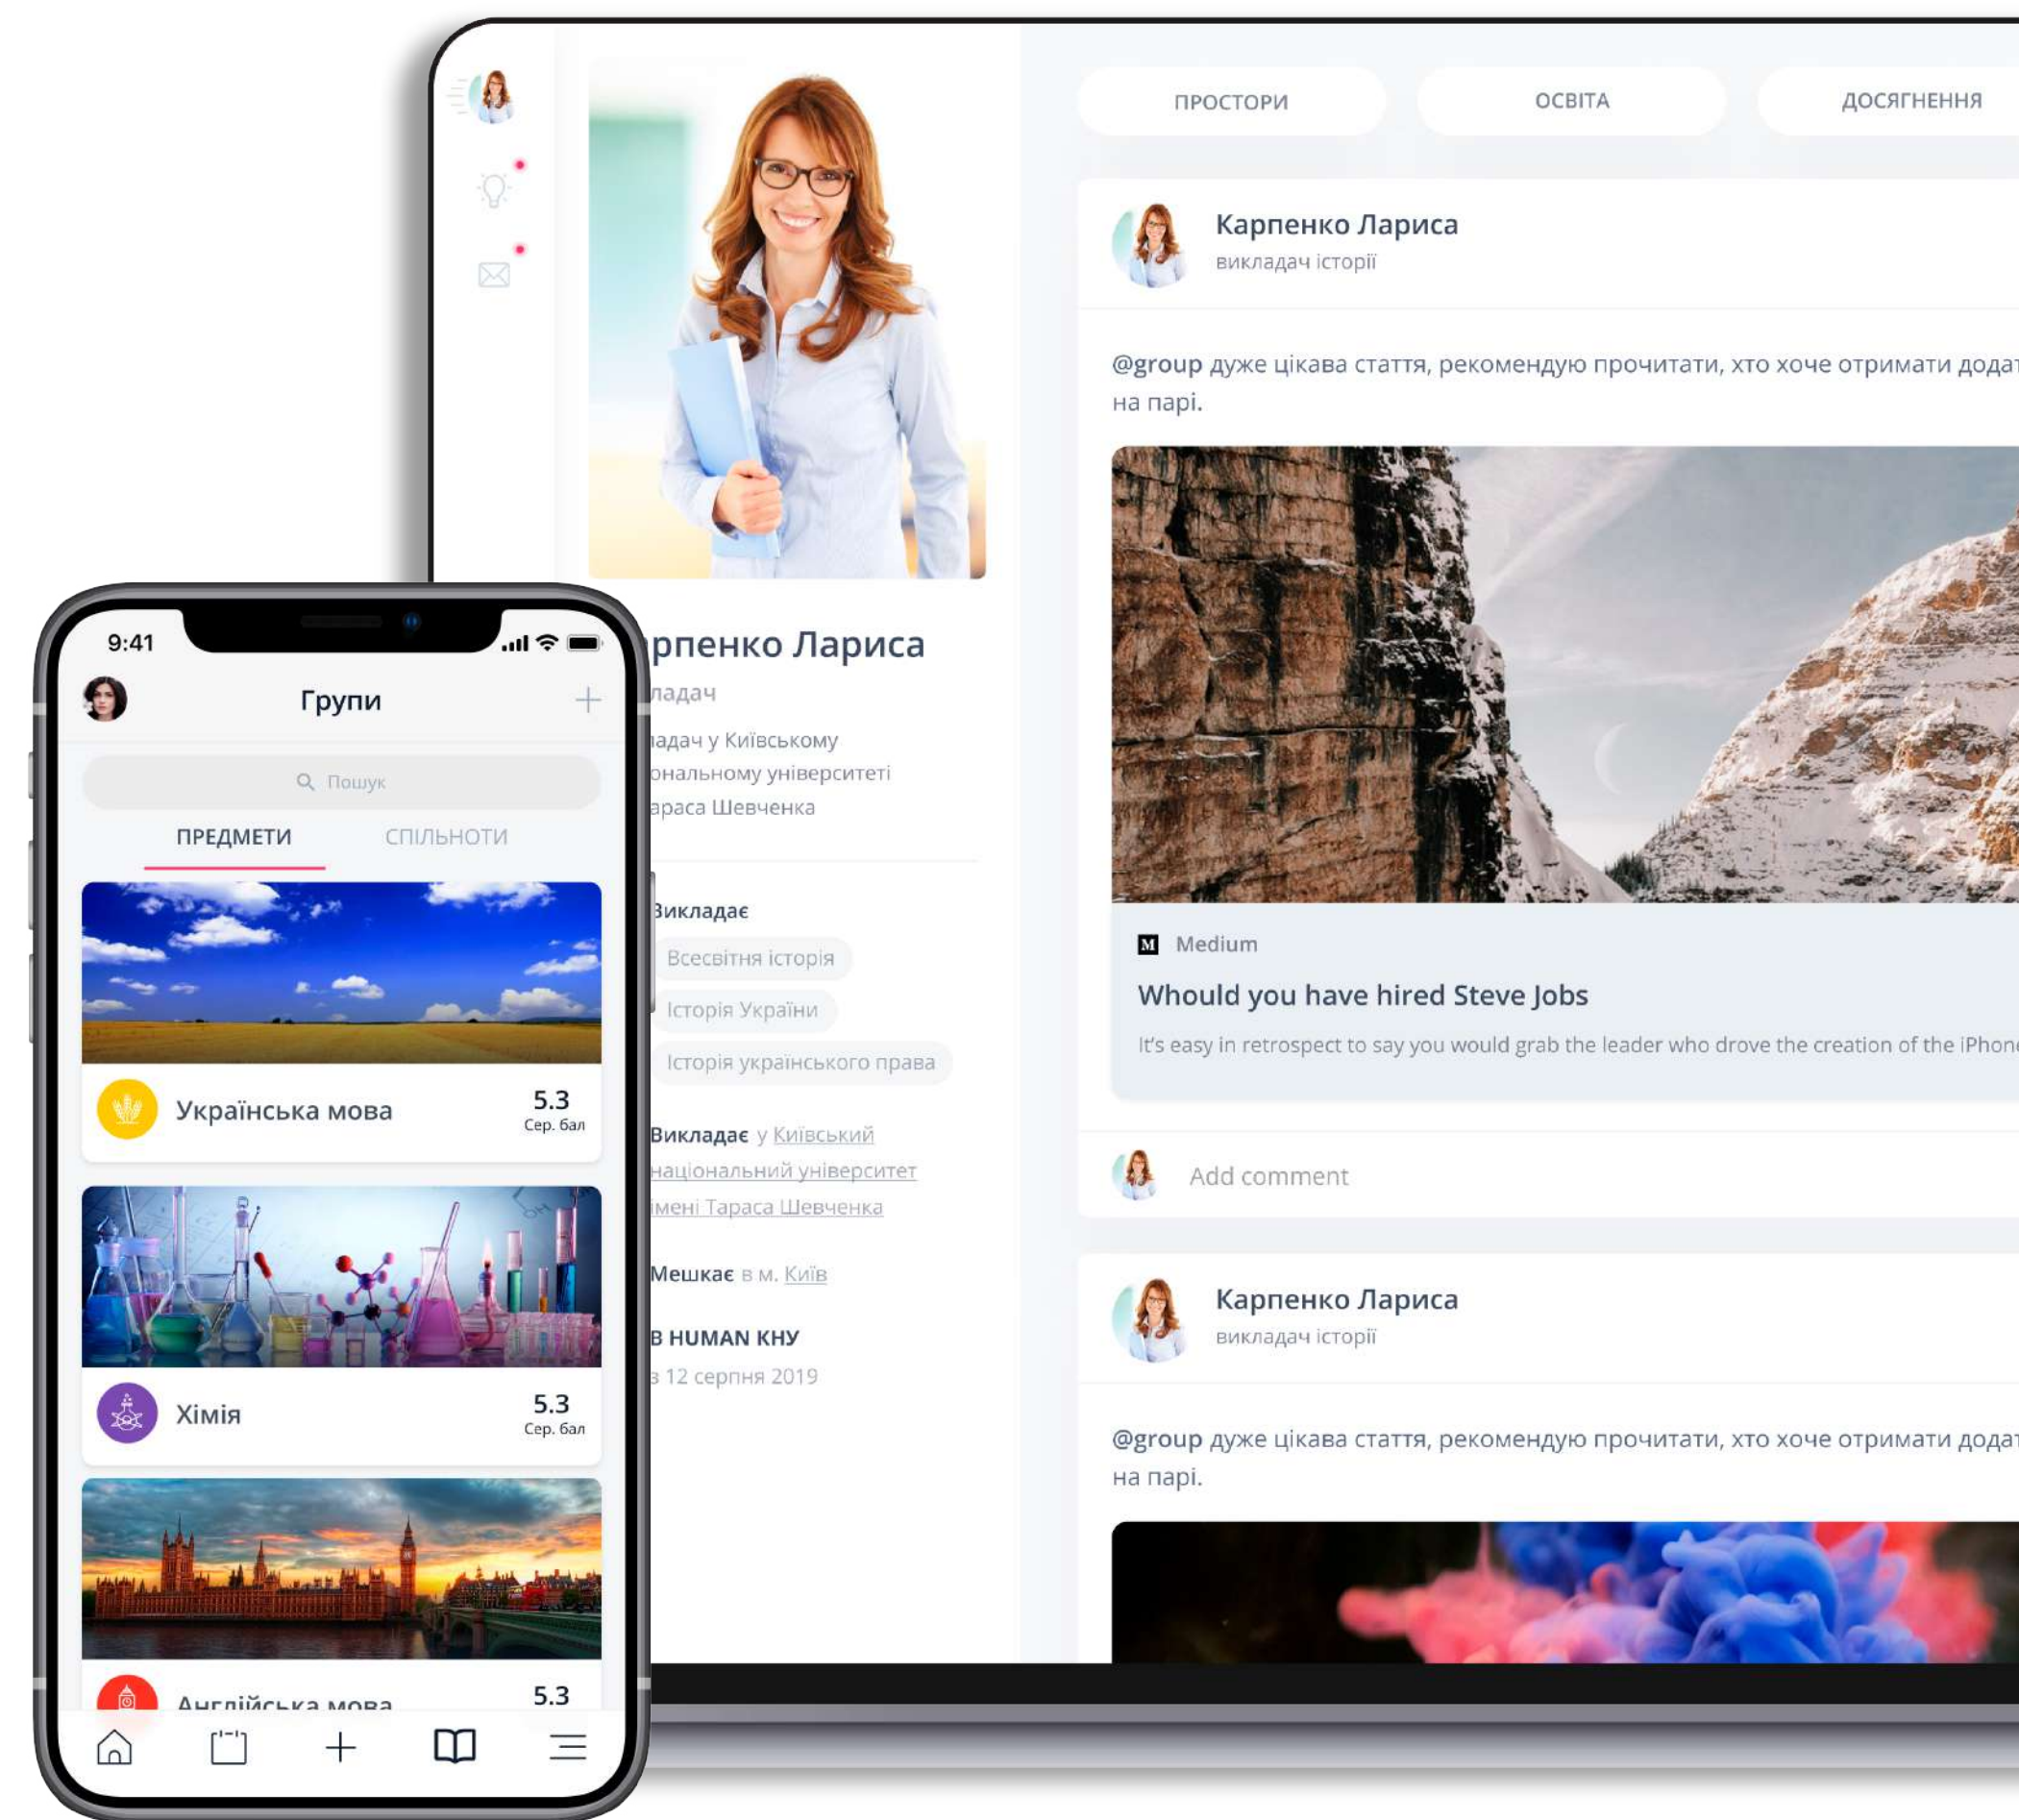 ПРОСТОРИ
ОСВІТА
ДОСЯГНЕННЯ
Карпенко Лариса
викладач історії
@group дуже цікава стаття, рекомендую прочитати, хто хоче отримати додат
на парі.
M Medium
Whould you have hired Steve Jobs
It's easy in retrospect to say you would grab the leader who drove the creation of the iPhone
Add comment
Карпенко Лариса
викладач історії
@group дуже цікава стаття, рекомендую прочитати, хто хоче отримати додат
на парі.
рпенко Лариса
ладач
ладач у Київському
ональному університеті
араса Шевченка
Викладає
Всесвітня історія
Історія України
Історія українського права
Викладає у Київський
національний університет
імені Тараса Шевченка
Мешкає в м. Київ
В HUMAN КНУ
з 12 серпня 2019
9:41
Групи
Пошук
ПРЕДМЕТИ
СПІЛЬНОТИ
Українська мова
5.3
Сер. бал
Хімія
5.3
Сер. бал
Англійська мова
5.3